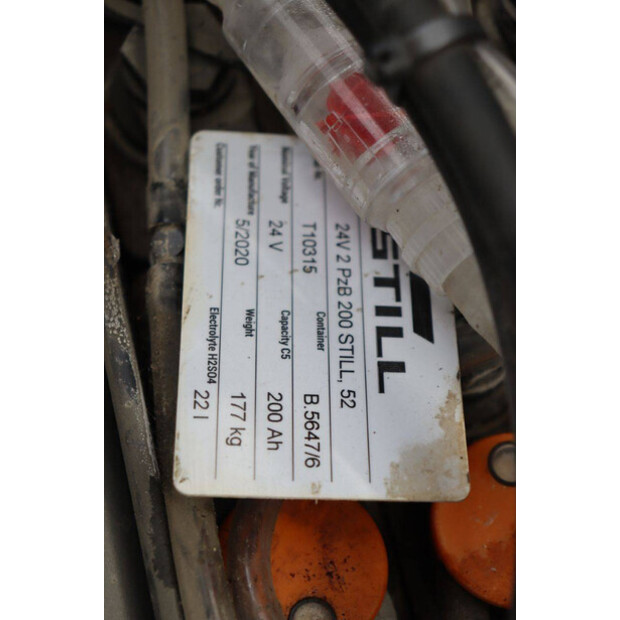 STILL
24V 2 PzB 200 STILL, 52
T10315 Container B.5647/6
Nominal Voltage 24 V Capacity C5 200 Ah
Year of Manufacture 5/2020 Weight 177 kg
Customer order Nr. Electrolyte H2SO4 22 l